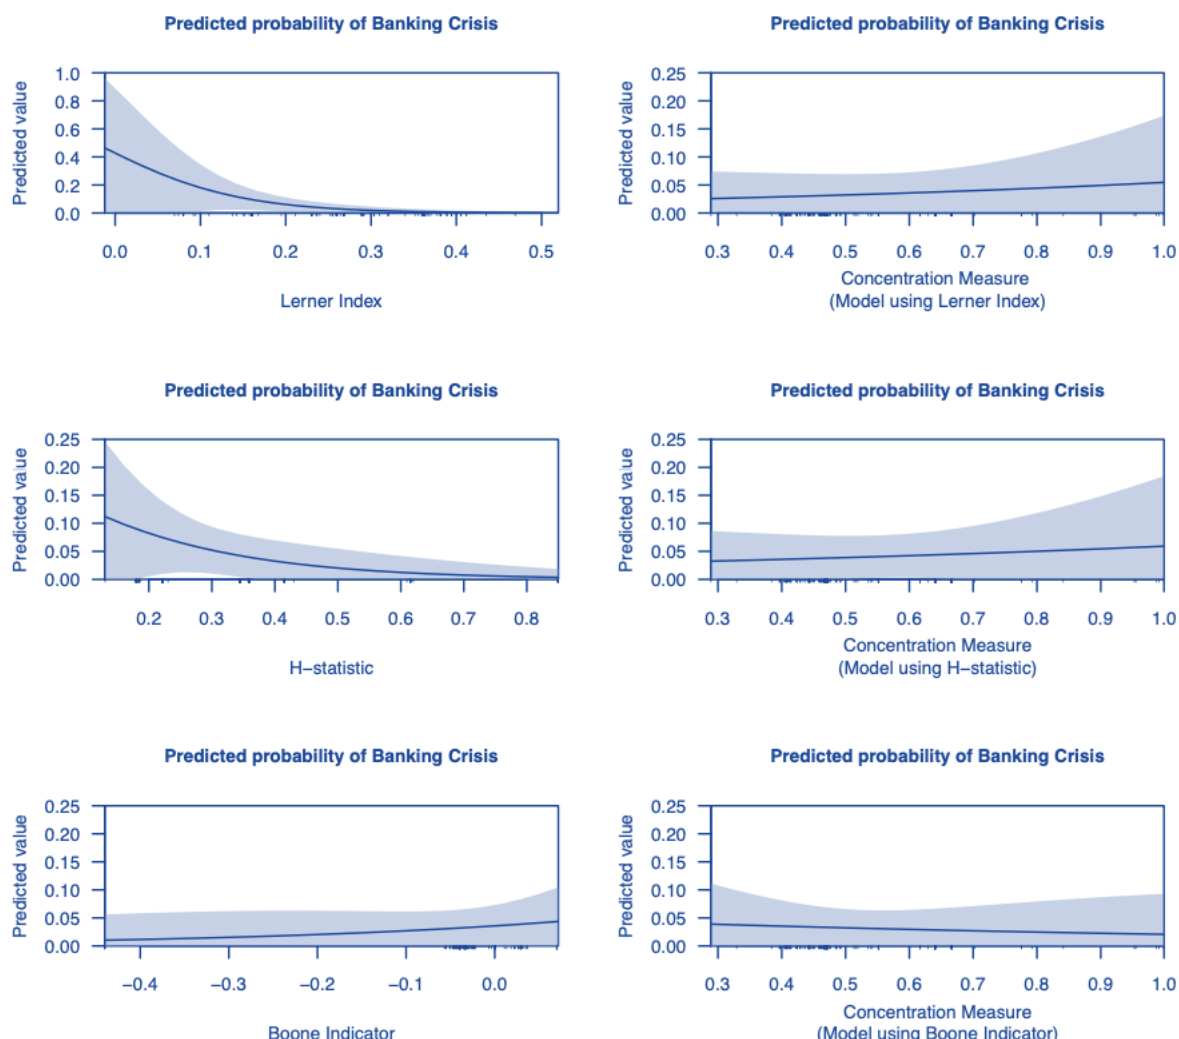 Predicted probability of Banking Crisis
Predicted value
1.0
0.8
0.6
0.4
0.2
0.0
0.0 0.1 0.2 0.3 0.4 0.5
Lerner Index
Predicted probability of Banking Crisis
Predicted value
0.25
0.20
0.15
0.10
0.05
0.00
0.3 0.4 0.5 0.6 0.7 0.8 0.9 1.0
Concentration Measure
(Model using Lerner Index)
Predicted probability of Banking Crisis
Predicted value
0.25
0.20
0.15
0.10
0.05
0.00
0.2 0.3 0.4 0.5 0.6 0.7 0.8
H−statistic
Predicted probability of Banking Crisis
Predicted value
0.25
0.20
0.15
0.10
0.05
0.00
0.3 0.4 0.5 0.6 0.7 0.8 0.9 1.0
Concentration Measure
(Model using H−statistic)
Predicted probability of Banking Crisis
Predicted value
0.25
0.20
0.15
0.10
0.05
0.00
−0.4 −0.3 −0.2 −0.1 0.0
Boone Indicator
Predicted probability of Banking Crisis
Predicted value
0.25
0.20
0.15
0.10
0.05
0.00
0.3 0.4 0.5 0.6 0.7 0.8 0.9 1.0
Concentration Measure
(Model using Boone Indicator)